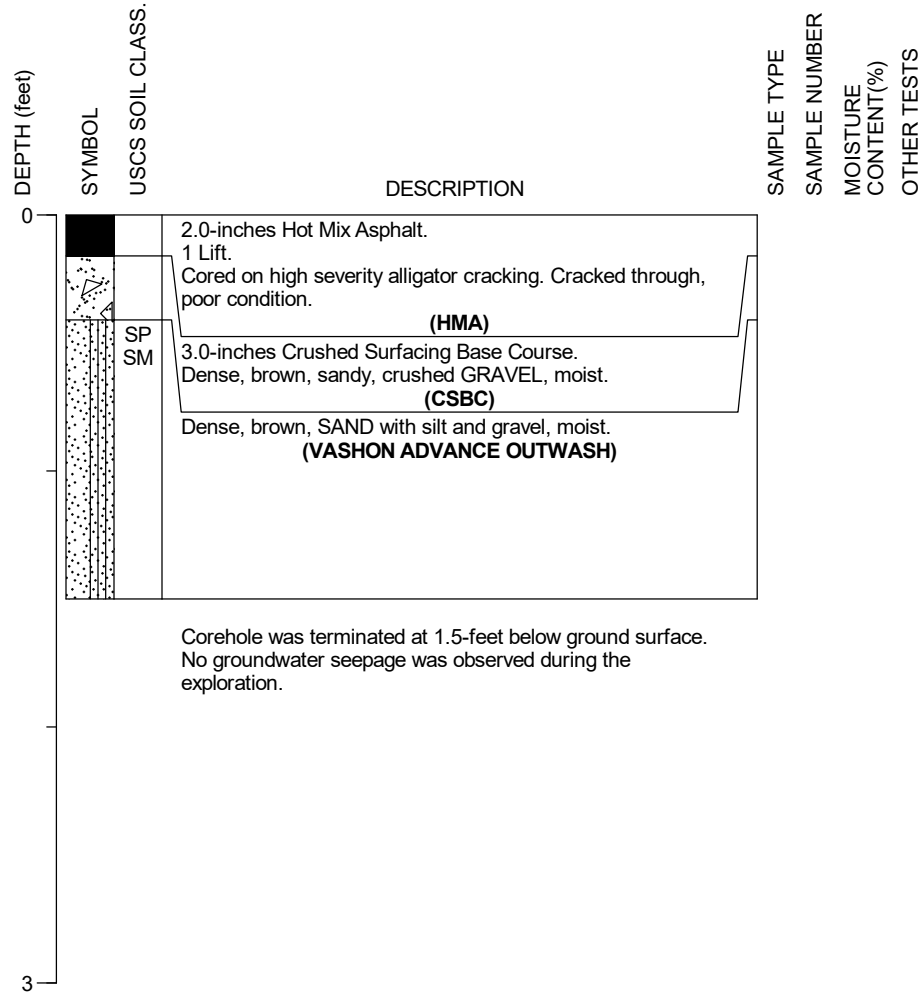 DEPTH (feet)
SYMBOL
USCS SOIL CLASS.
DESCRIPTION
SAMPLE TYPE
SAMPLE NUMBER
MOISTURE
CONTENT(%)
OTHER TESTS
0
2.0-inches Hot Mix Asphalt.
1 Lift.
Cored on high severity alligator cracking. Cracked through,
poor condition.
(HMA)
SP
SM
3.0-inches Crushed Surfacing Base Course.
Dense, brown, sandy, crushed GRAVEL, moist.
(CSBC)
Dense, brown, SAND with silt and gravel, moist.
(VASHON ADVANCE OUTWASH)
Corehole was terminated at 1.5-feet below ground surface.
No groundwater seepage was observed during the
exploration.
3